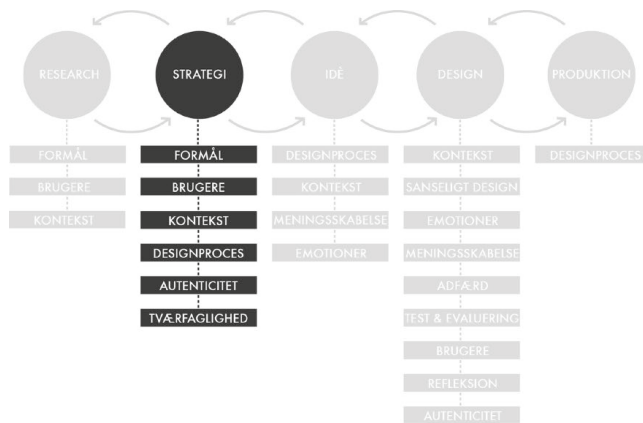 RESEARCH
STRATEGI
IDÉ
DESIGN
PRODUKTION
FORMÅL
BRUGERE
KONTEKST
FORMÅL
BRUGERE
KONTEKST
DESIGNPROCES
AUTENTICITET
TVÆRFAGLIGHED
DESIGNPROCES
KONTEKST
MENINGSSKABELSE
EMOTIONER
KONTEKST
SANSELIGT DESIGN
EMOTIONER
MENINGSSKABELSE
ADFÆRD
TEST & EVALUERING
BRUGERE
REFLEKSION
AUTENTICITET
DESIGNPROCES